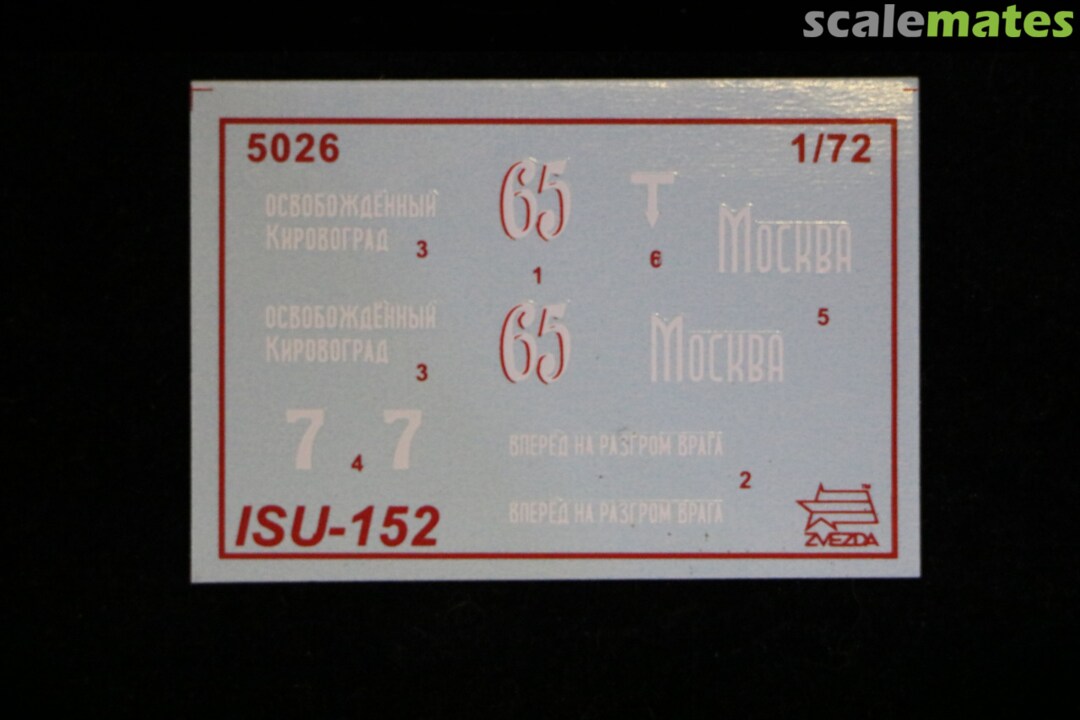 scalemates
5026
1/72
ОСВОБОЖДЁННЫЙ
КИРОВОГРАД
3
65
1
Т
6
МОСКВА
5
ОСВОБОЖДЁННЫЙ
КИРОВОГРАД
3
65
МОСКВА
7 4 7
ВПЕРЁД НА РАЗГРОМ ВРАГА
2
ВПЕРЁД НА РАЗГРОМ ВРАГА
ISU-152
ZVEZDA